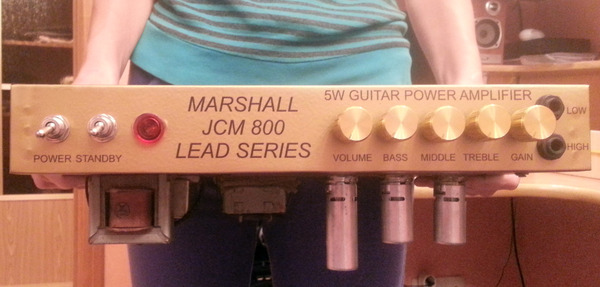 MARSHALL
JCM 800
LEAD SERIES
5W GUITAR POWER AMPLIFIER
POWER STANDBY
VOLUME BASS MIDDLE TREBLE GAIN
LOW
HIGH